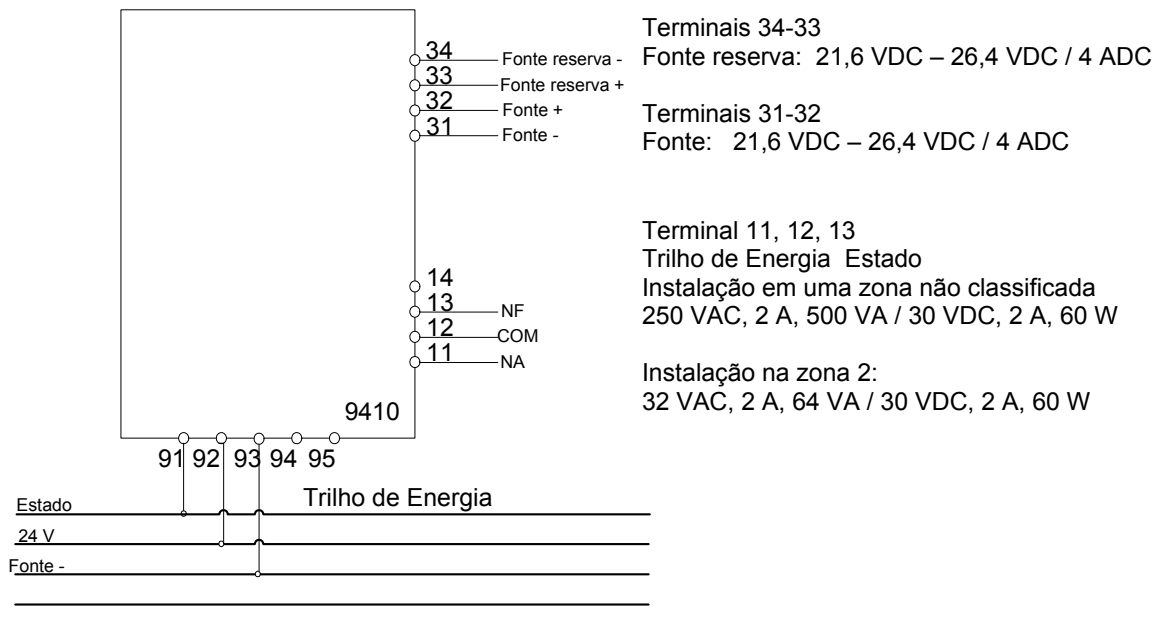 34 Fonte reserva -
33 Fonte reserva +
32 Fonte +
31 Fonte -
14
13 NF
12 COM
11 NA
9410
91 92 93 94 95
Trilho de Energia
Estado
24 V
Fonte -
Terminais 34-33
Fonte reserva: 21,6 VDC – 26,4 VDC / 4 ADC
Terminais 31-32
Fonte: 21,6 VDC – 26,4 VDC / 4 ADC
Terminal 11, 12, 13
Trilho de Energia Estado
Instalação em uma zona não classificada
250 VAC, 2 A, 500 VA / 30 VDC, 2 A, 60 W
Instalação na zona 2:
32 VAC, 2 A, 64 VA / 30 VDC, 2 A, 60 W